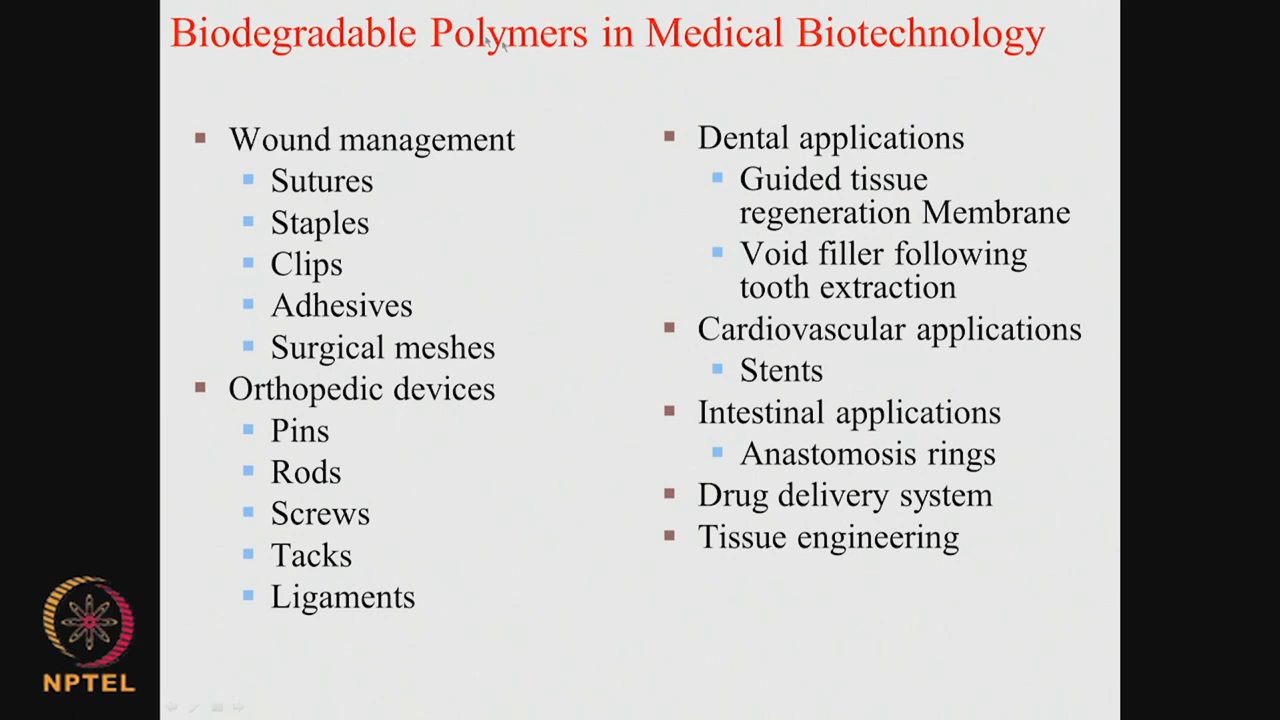 Biodegradable Polymers in Medical Biotechnology
Wound management
Sutures
Staples
Clips
Adhesives
Surgical meshes
Orthopedic devices
Pins
Rods
Screws
Tacks
Ligaments
Dental applications
Guided tissue
regeneration Membrane
Void filler following
tooth extraction
Cardiovascular applications
Stents
Intestinal applications
Anastomosis rings
Drug delivery system
Tissue engineering
NPTEL